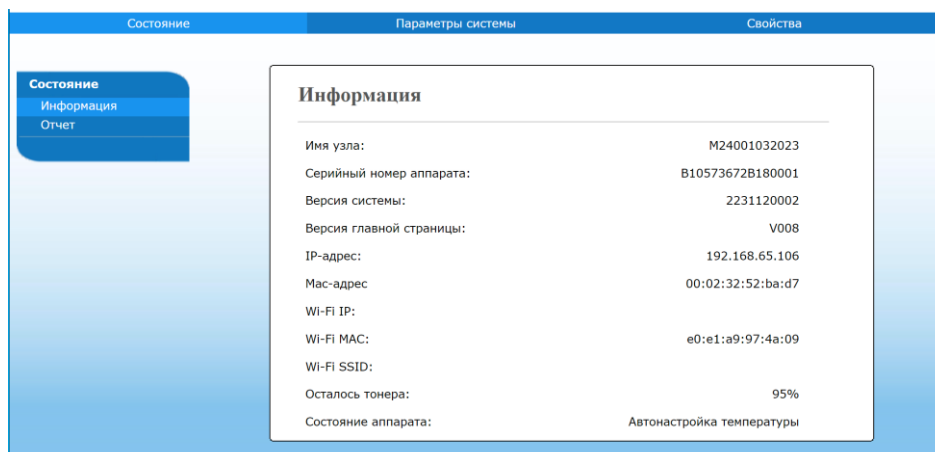 Состояние Параметры системы Свойства
Состояние
Информация
Отчет
Информация
Имя узла: M24001032023
Серийный номер аппарата: B10573672B180001
Версия системы: 2231120002
Версия главной страницы: V008
IP-адрес: 192.168.65.106
Mac-адрес 00:02:32:52:ba:d7
Wi-Fi IP:
Wi-Fi MAC: e0:e1:a9:97:4a:09
Wi-Fi SSID:
Осталось тонера: 95%
Состояние аппарата: Автонастройка температуры